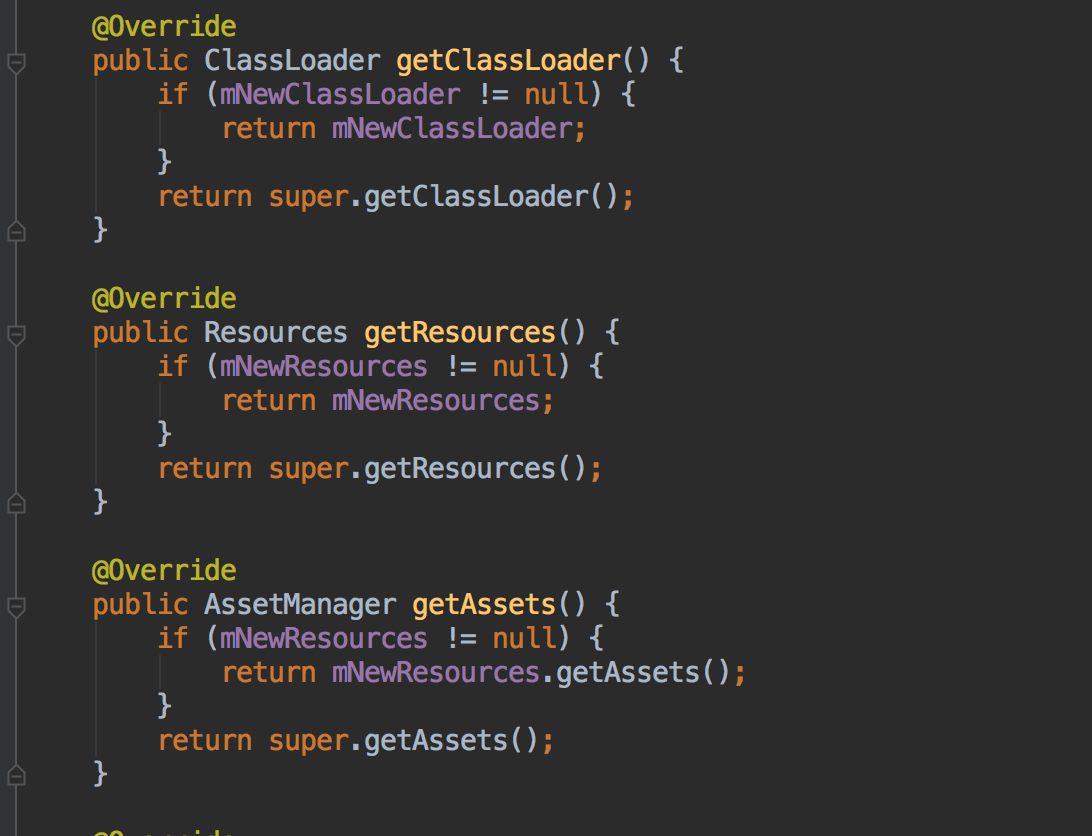 @Override
public ClassLoader getClassLoader() {
if (mNewClassLoader != null) {
return mNewClassLoader;
}
return super.getClassLoader();
}
@Override
public Resources getResources() {
if (mNewResources != null) {
return mNewResources;
}
return super.getResources();
}
@Override
public AssetManager getAssets() {
if (mNewResources != null) {
return mNewResources.getAssets();
}
return super.getAssets();
}